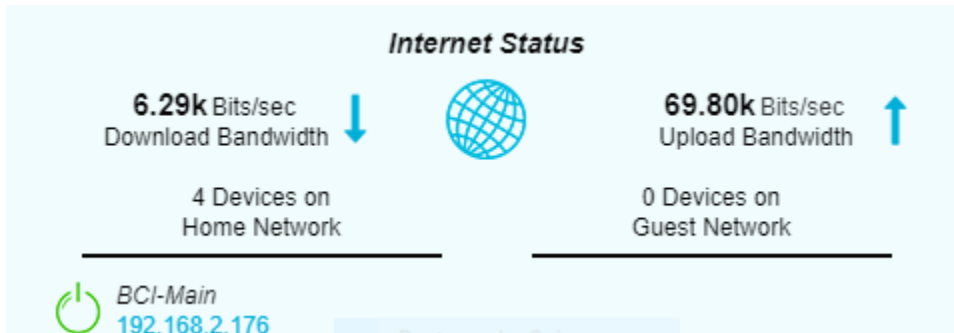 Internet Status
6.29k Bits/sec
Download Bandwidth
69.80k Bits/sec
Upload Bandwidth
4 Devices on
Home Network
0 Devices on
Guest Network
BCI-Main
192.168.2.176